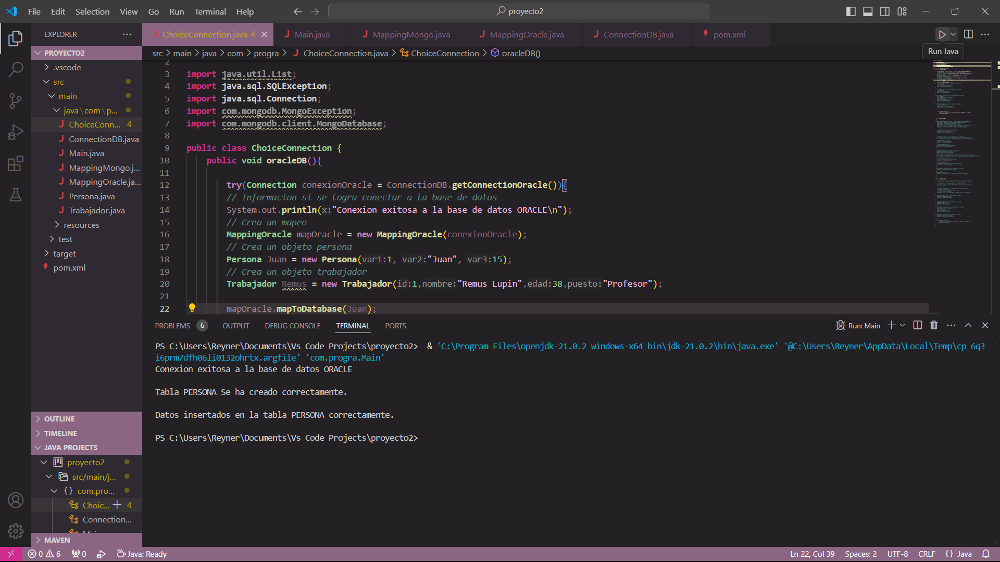 File Edit Selection View Go Run Terminal Help
proyecto2
EXPLORER
PROYECTO2
.vscode
src
main
java\com\p...
ChoiceConn... 4
ConnectionDB.java
Main.java
MappingMongo.j...
MappingOracle.ja...
Persona.java
Trabajador.java
resources
test
target
pom.xml
OUTLINE
TIMELINE
JAVA PROJECTS
proyecto2
src/main/j...
com.pro...
Choic... 4
Connection...
MAVEN
ChoiceConnection.java 4 Main.java MappingMongo.java MappingOracle.java ConnectionDB.java pom.xml
Run Java
src > main > java > com > progra > ChoiceConnection.java > ChoiceConnection > oracleDB()
2
3 import java.util.List;
4 import java.sql.SQLException;
5 import java.sql.Connection;
6 import com.mongodb.MongoException;
7 import com.mongodb.client.MongoDatabase;
8
9 public class ChoiceConnection {
10 public void oracleDB(){
11
12 try(Connection conexionOracle = ConnectionDB.getConnectionOracle()){
13 // Informacion si se logra conectar a la base de datos
14 System.out.println(x:"Conexion exitosa a la base de datos ORACLE\n");
15 // Crea un mapeo
16 MappingOracle mapOracle = new MappingOracle(conexionOracle);
17 // Crea un objeto persona
18 Persona Juan = new Persona(var1:1, var2:"Juan", var3:15);
19 // Crea un objeto trabajador
20 Trabajador Remus = new Trabajador(id:1,nombre:"Remus Lupin",edad:38,puesto:"Profesor");
21
22 mapOracle.mapToDatabase(Juan);
PROBLEMS 6 OUTPUT DEBUG CONSOLE TERMINAL PORTS
Run: Main
PS C:\Users\Reyner\Documents\Vs Code Projects\proyecto2> & 'C:\Program Files\openjdk-21.0.2_windows-x64_bin\jdk-21.0.2\bin\java.exe' '@C:\Users\Reyner\AppData\Local\Temp\cp_6q3
i6prm7dfh06li0132ohrtx.argfile' 'com.progra.Main'
Conexion exitosa a la base de datos ORACLE
Tabla PERSONA Se ha creado correctamente.
Datos insertados en la tabla PERSONA correctamente.
PS C:\Users\Reyner\Documents\Vs Code Projects\proyecto2>
0 6 0 Java: Ready Ln 22, Col 39 Spaces: 2 UTF-8 CRLF {} Java